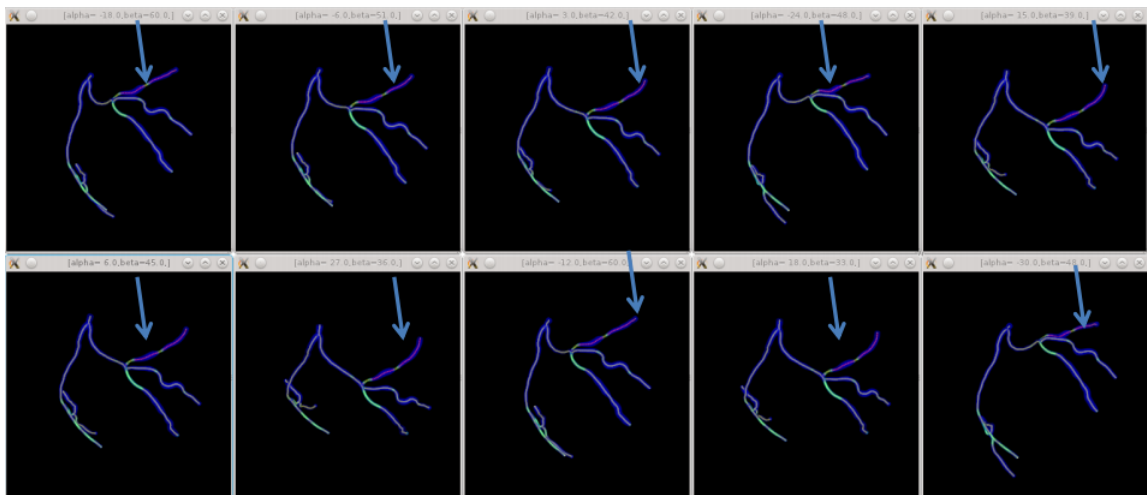 [alpha= -18.0,beta=60.0,]
[alpha= -6.0,beta=51.0,]
[alpha= 3.0,beta=42.0,]
[alpha= -24.0,beta=48.0,]
[alpha= 15.0,beta=39.0,]
[alpha= 6.0,beta=45.0,]
[alpha= 27.0,beta=36.0,]
[alpha= -12.0,beta=60.0,]
[alpha= 18.0,beta=33.0,]
[alpha= -30.0,beta=48.0,]